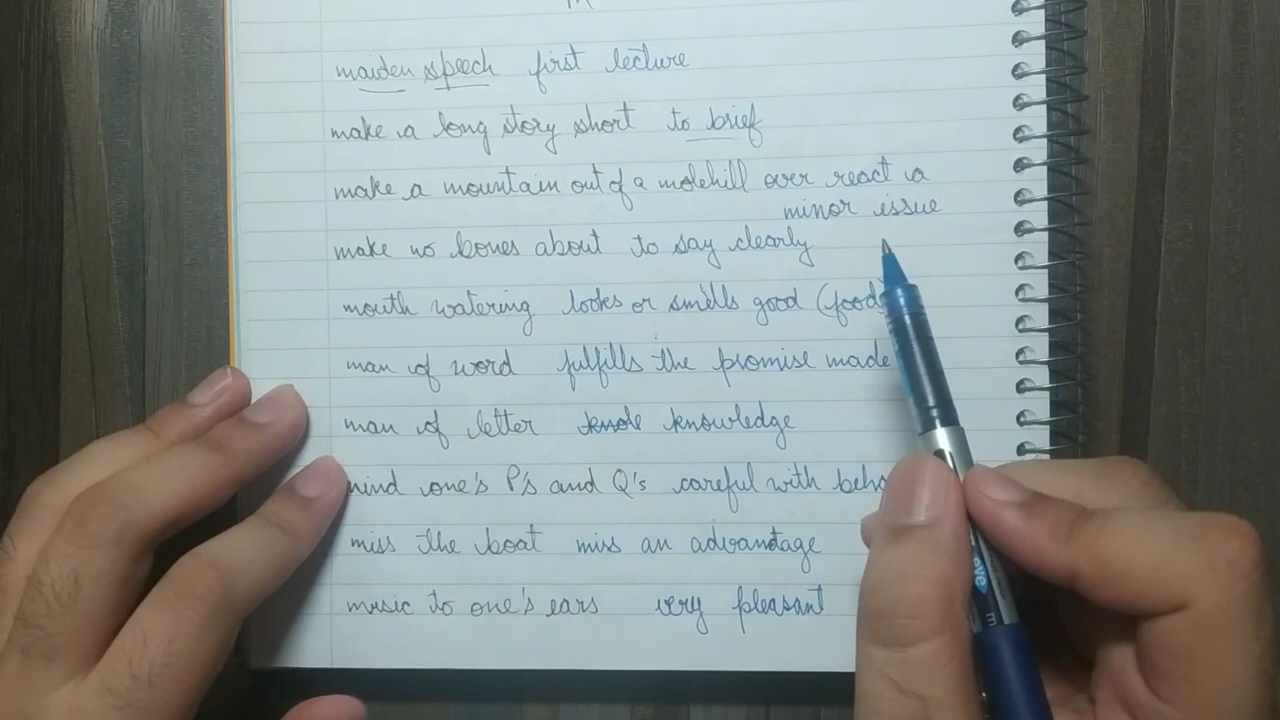 M
maiden speech first lecture
make a long story short to brief
make a mountain out of a molehill over react a
minor issue
make no bones about to say clearly
mouth watering looks or smells good (food
man of word fulfills the promise made
man of letter knowledge
mind one's P's and Q's careful with beha
miss the boat miss an advantage
music to one's ears very pleasant